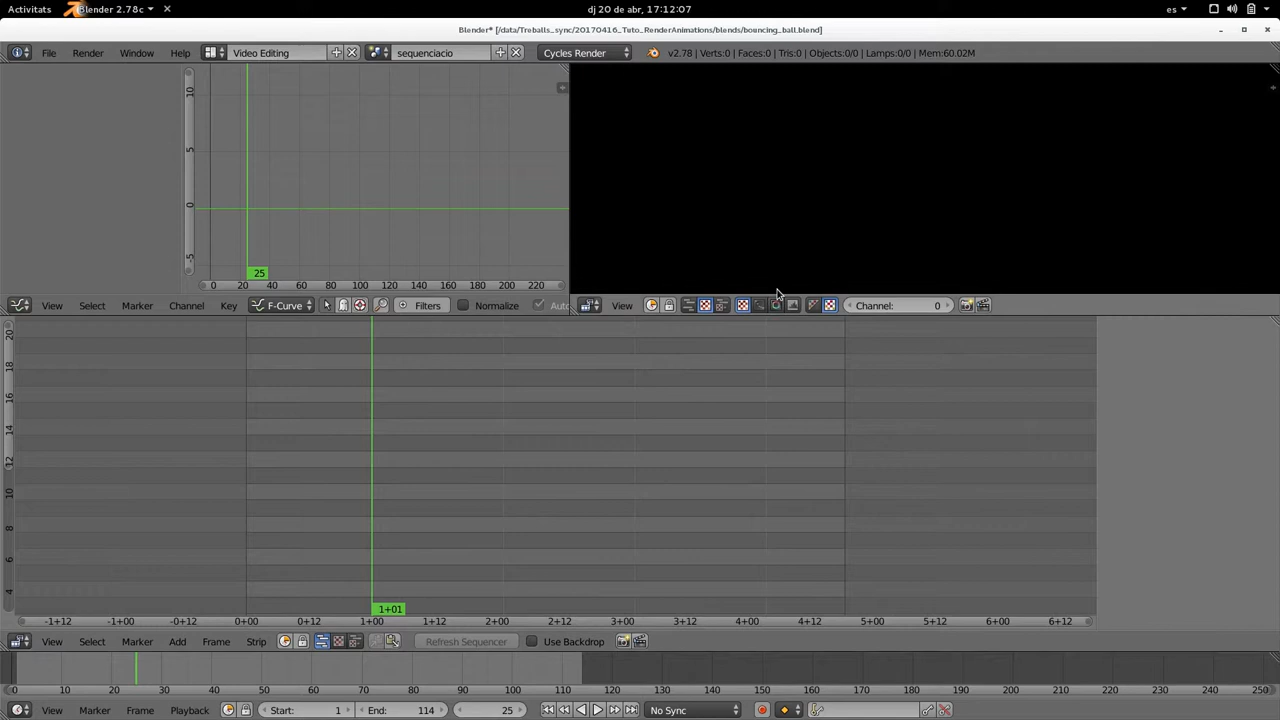 Activitats Blender 2.78c dj 20 de abr, 17:12:07 es
Blender* [/data/Treballs_sync/20170416_Tuto_RenderAnimations/blends/bouncing_ball.blend]
File Render Window Help Video Editing sequenciacio Cycles Render v2.78 | Verts:0 | Faces:0 | Tris:0 | Objects:0/0 | Lamps:0/0 | Mem:60.02M
10
5
0
-5
25
0 20 40 60 80 100 120 140 160 180 200 220
View Select Marker Channel Key F-Curve Filters Normalize Auto View Channel: 0
20
18
16
14
12
10
8
6
4
1+01
-1+12 -1+00 -0+12 0+00 0+12 1+00 1+12 2+00 2+12 3+00 3+12 4+00 4+12 5+00 5+12 6+00 6+12
View Select Marker Add Frame Strip Refresh Sequencer Use Backdrop
0 10 20 30 40 50 60 70 80 90 100 110 120 130 140 150 160 170 180 190 200 210 220 230 240 250
View Marker Frame Playback Start: 1 End: 114 25 No Sync